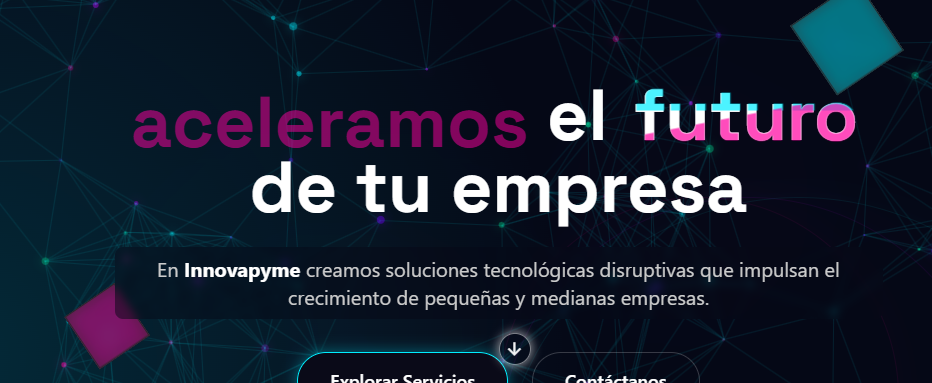 aceleramos el futuro
de tu empresa
En Innovapyme creamos soluciones tecnológicas disruptivas que impulsan el
crecimiento de pequeñas y medianas empresas.
Explorar Servicios
Contáctanos